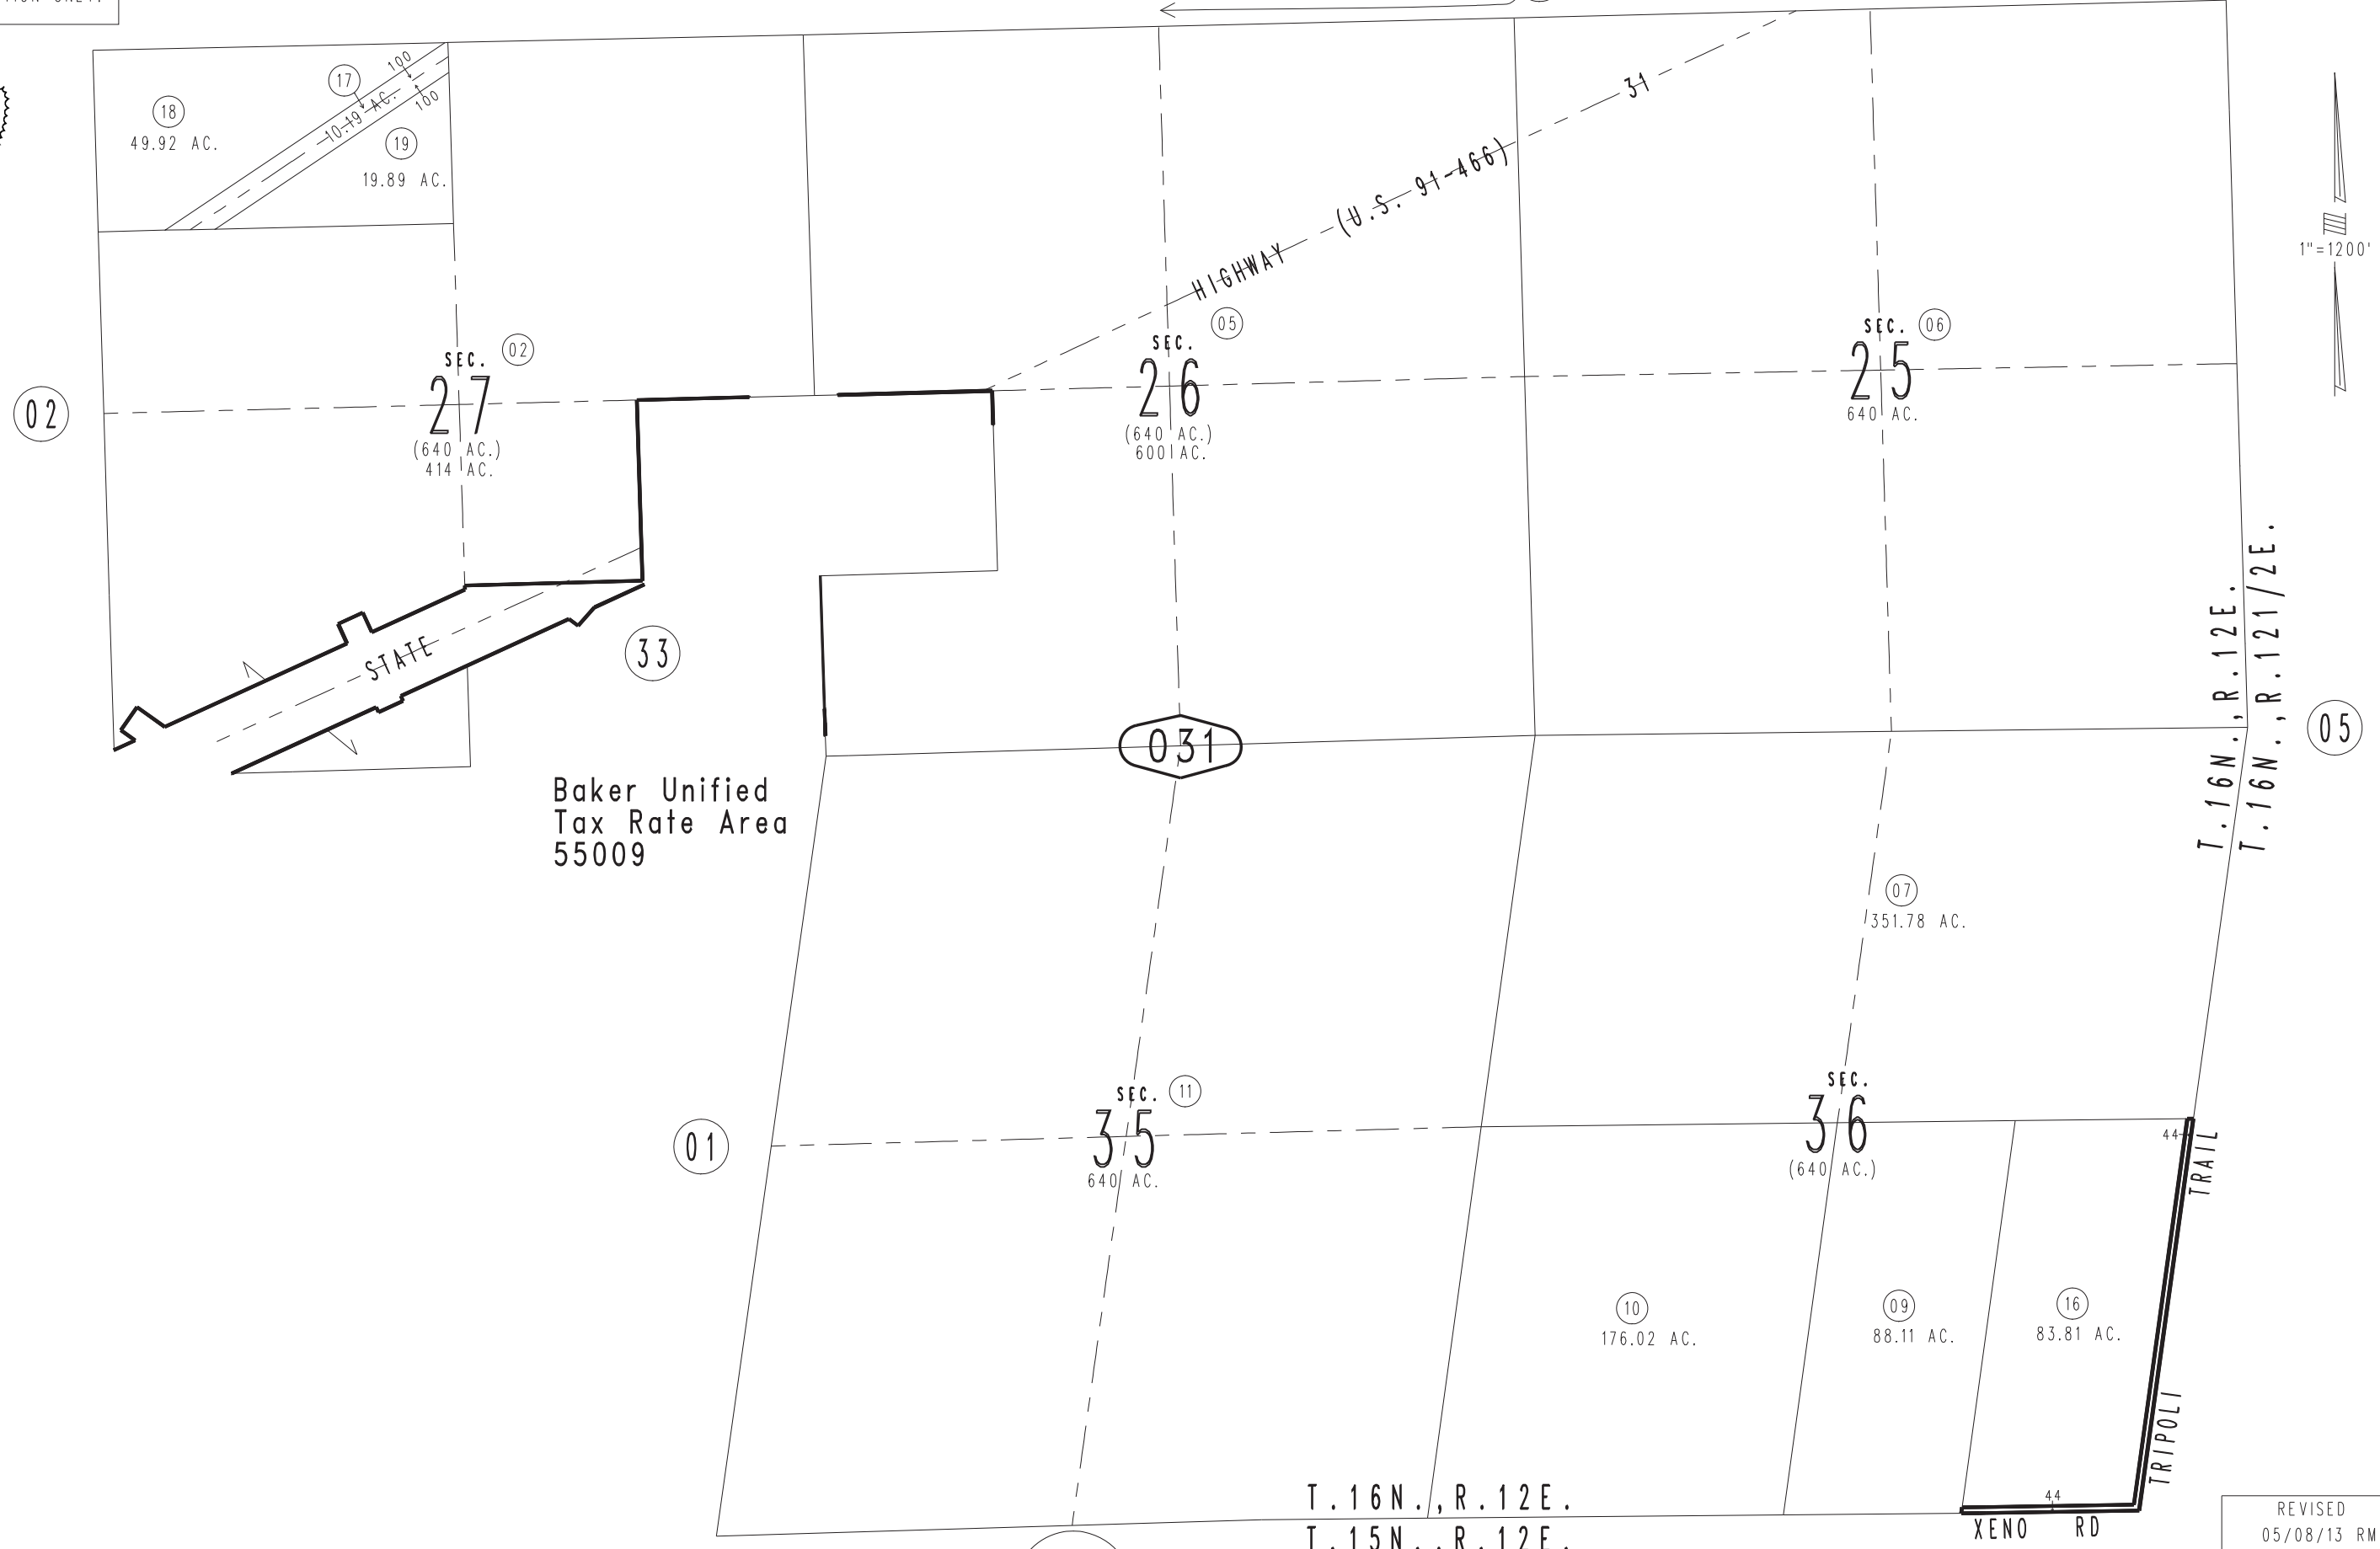 17
100
100
10.19 AC.
18
49.92 AC.
19
19.89 AC.
31
(U.S. 91-466)
HIGHWAY
1"=1200'
02
SEC. 02
27
(640 AC.)
414 AC.
05
SEC.
26
(640 AC.)
600 AC.
SEC. 06
25
640 AC.
STATE
33
031
05
T.16N.,R.12E.
T.16N.,R.121/2E.
Baker Unified
Tax Rate Area
55009
07
351.78 AC.
01
SEC. 11
35
640 AC.
SEC.
36
(640 AC.)
44
TRAIL
10
176.02 AC.
09
88.11 AC.
16
83.81 AC.
TRIPOLI
44
XENO RD
T.16N.,R.12E.
T.15N.,R.12E.
REVISED
05/08/13 RM